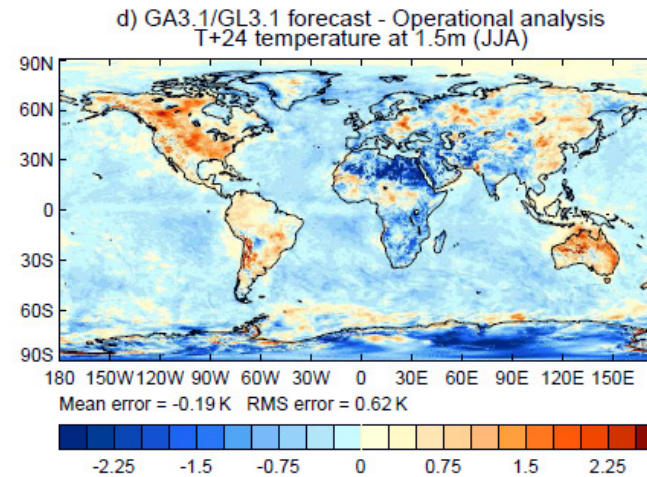 d) GA3.1/GL3.1 forecast - Operational analysis
T+24 temperature at 1.5m (JJA)
90N
60N
30N
0
30S
60S
90S
180 150W 120W 90W 60W 30W 0 30E 60E 90E 120E 150E
Mean error = -0.19 K RMS error = 0.62 K
-2.25 -1.5 -0.75 0 0.75 1.5 2.25